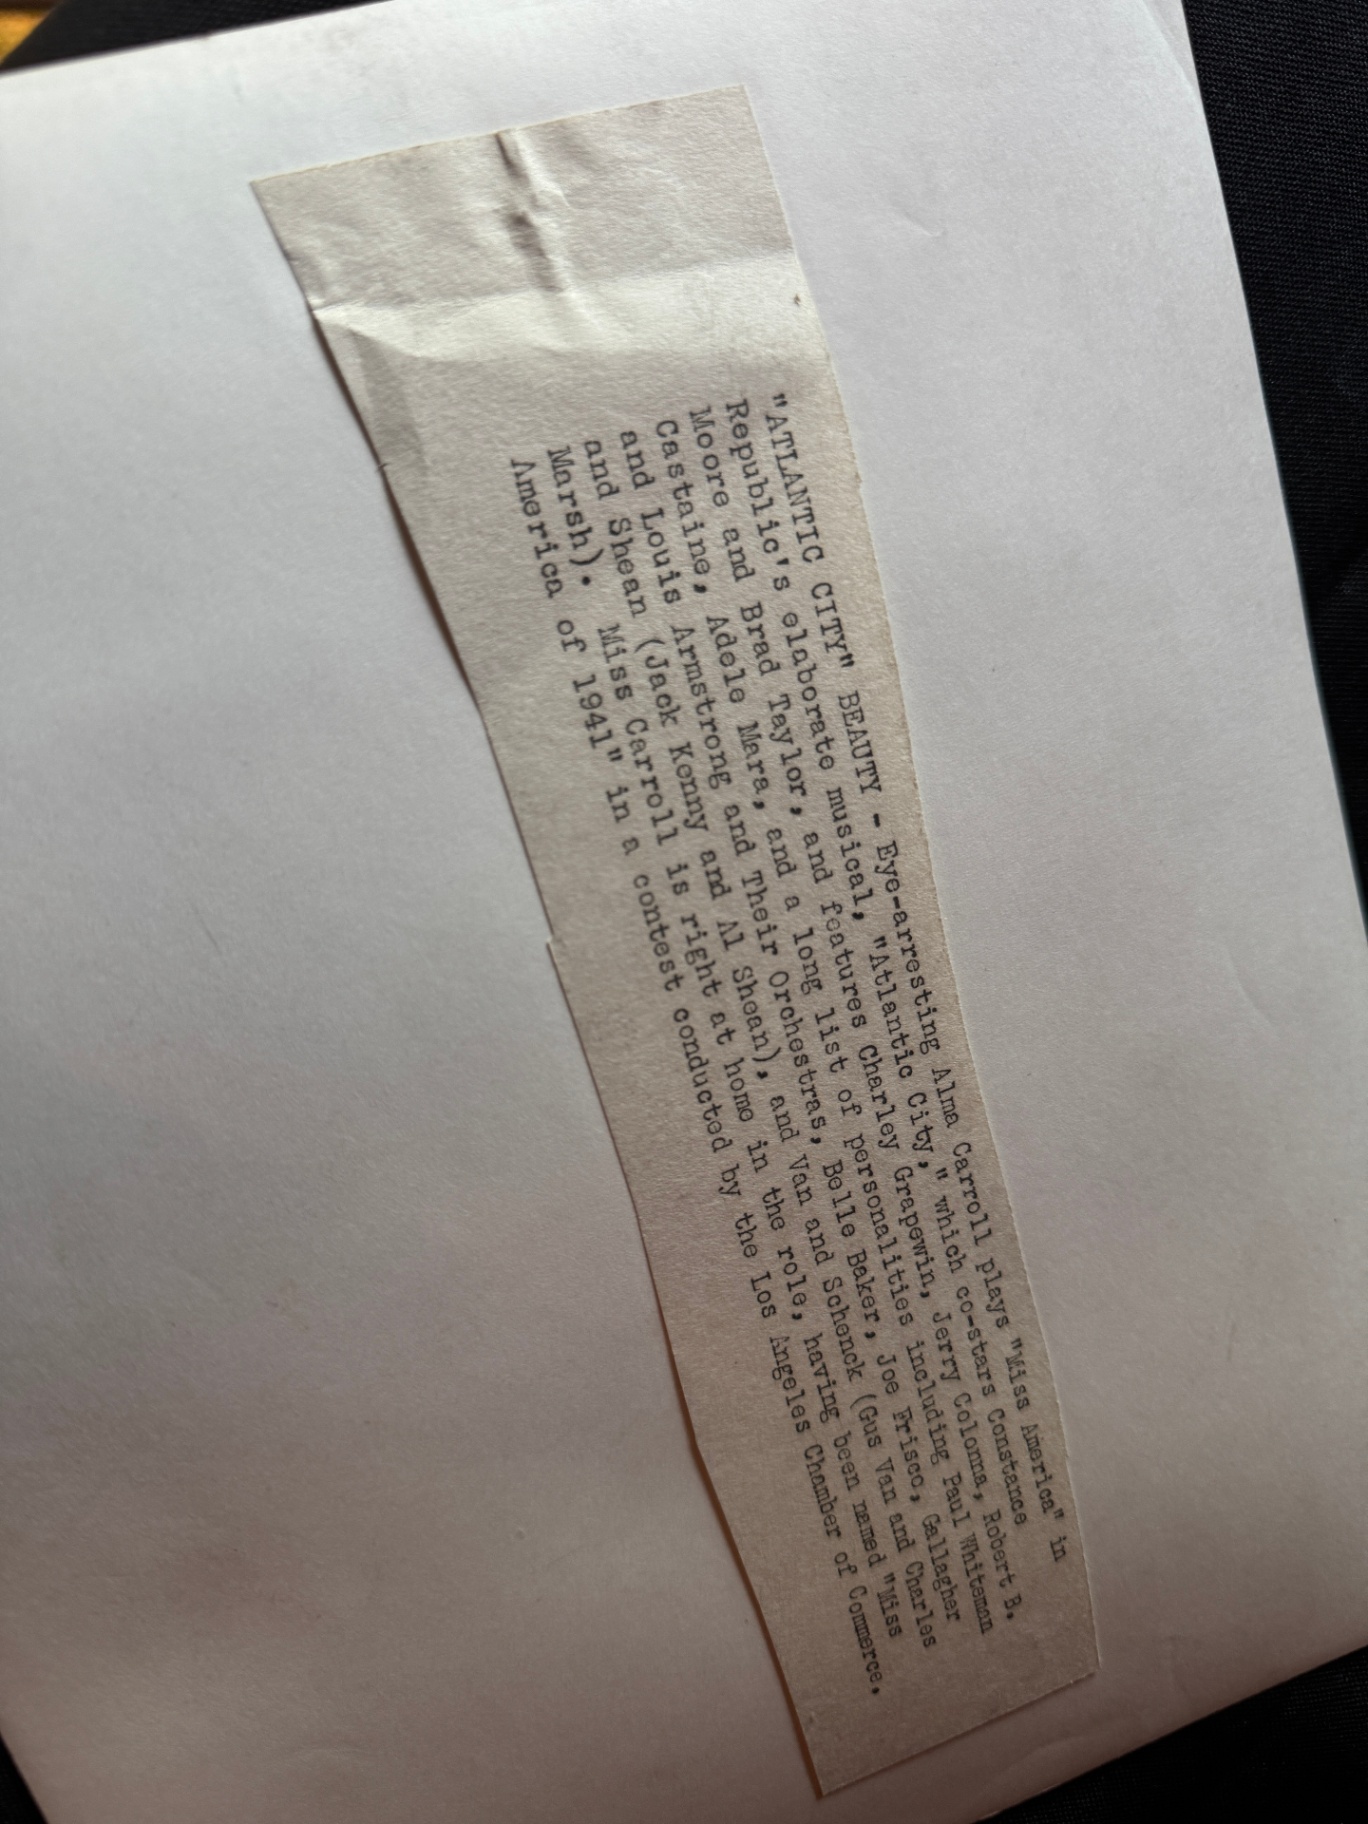 "ATLANTIC CITY" BEAUTY - Eye-arresting Alma Carroll plays "Miss America" in
Republic's elaborate musical, "Atlantic City," which co-stars Constance
Moore and Brad Taylor, and features Charley Grapewin, Jerry Colonna, Robert B.
Castaine, Adele Mara, and a long list of personalities including Paul Whiteman
and Louis Armstrong and Their Orchestras, Belle Baker, Joe Frisco, Gallagher
and Shean (Jack Kenny and Al Shean), and Van and Schenck (Gus Van and Charles
Marsh). Miss Carroll is right at home in the role, having been named "Miss
America of 1941" in a contest conducted by the Los Angeles Chamber of Commerce.